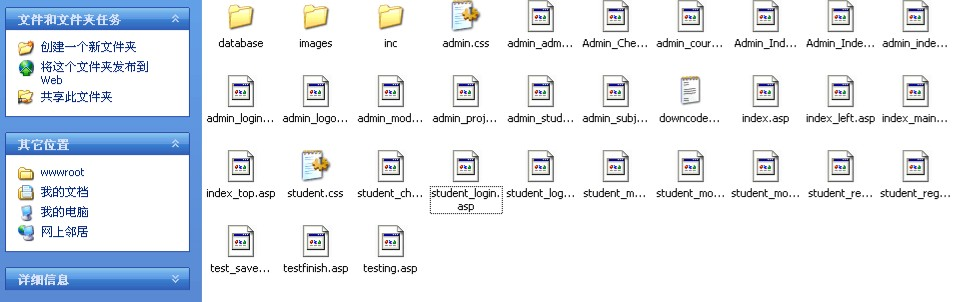 文件和文件夹任务
创建一个新文件夹
将这个文件夹发布到
Web
共享此文件夹
其它位置
wwwroot
我的文档
我的电脑
网上邻居
详细信息
database images inc admin.css admin_adm... Admin_Che... admin_cour... Admin_Ind... Admin_Inde... admin_inde...
admin_login... admin_logo... admin_mod... admin_proj... admin_stud... admin_subj... downcode... index.asp index_left.asp index_main...
index_top.asp student.css student_ch... student_login. student_log... student_m... student_mo... student_mo... student_re... student_reg...
asp
test_save... testfinish.asp testing.asp